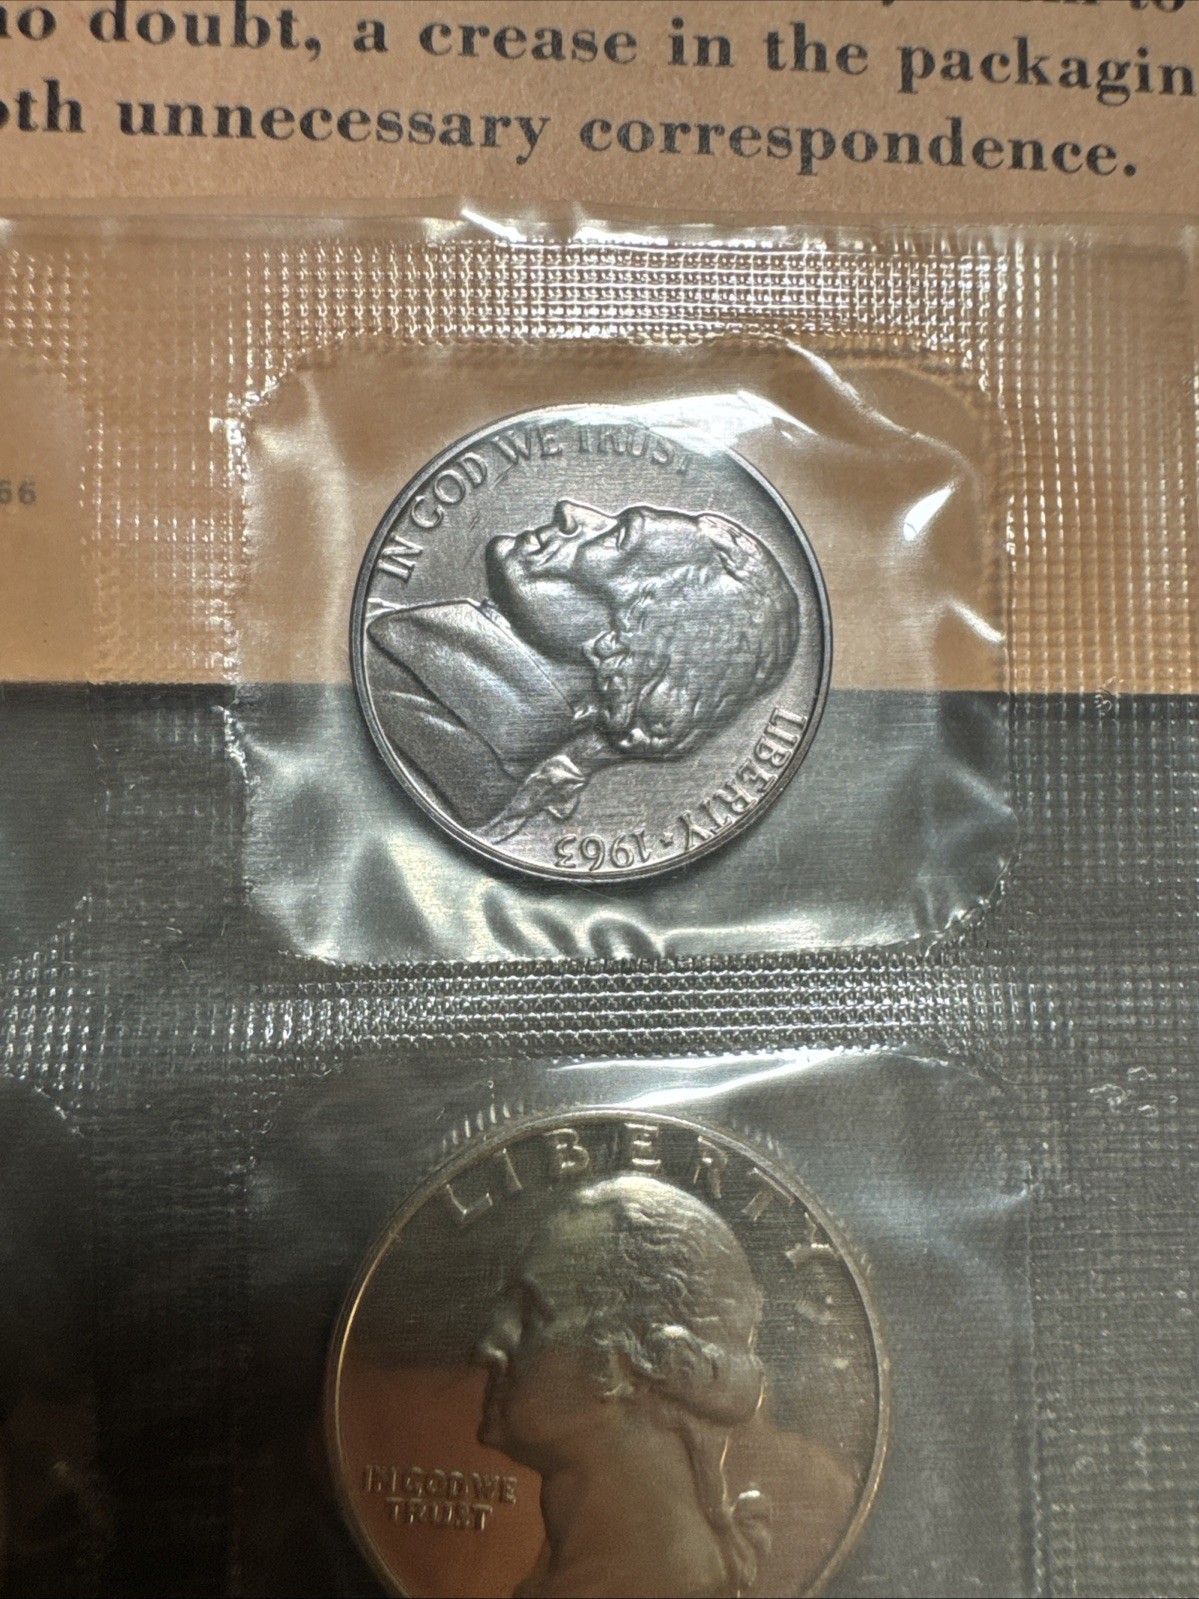 no doubt, a crease in the packagin
oth unnecessary correspondence.
66
IN GOD WE TRUST
LIBERTY ★ 1963
LIBERTY
IN GOD WE
TRUST